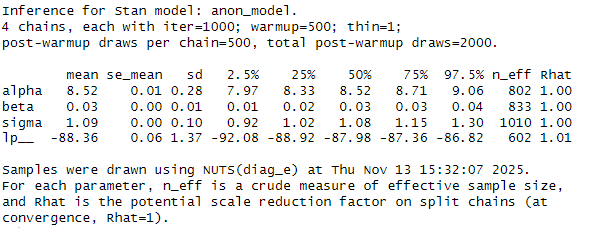 Inference for Stan model: anon_model.
4 chains, each with iter=1000; warmup=500; thin=1;
post-warmup draws per chain=500, total post-warmup draws=2000.

        mean se_mean   sd   2.5%    25%    50%    75%  97.5% n_eff Rhat
alpha   8.52    0.01 0.28   7.97   8.33   8.52   8.71   9.06   802 1.00
beta    0.03    0.00 0.01   0.01   0.02   0.03   0.03   0.04   833 1.00
sigma   1.09    0.00 0.10   0.92   1.02   1.08   1.15   1.30  1010 1.00
lp__  -88.36    0.06 1.37 -92.08 -88.92 -87.98 -87.36 -86.82   602 1.01

Samples were drawn using NUTS(diag_e) at Thu Nov 13 15:32:07 2025.
For each parameter, n_eff is a crude measure of effective sample size,
and Rhat is the potential scale reduction factor on split chains (at
convergence, Rhat=1).